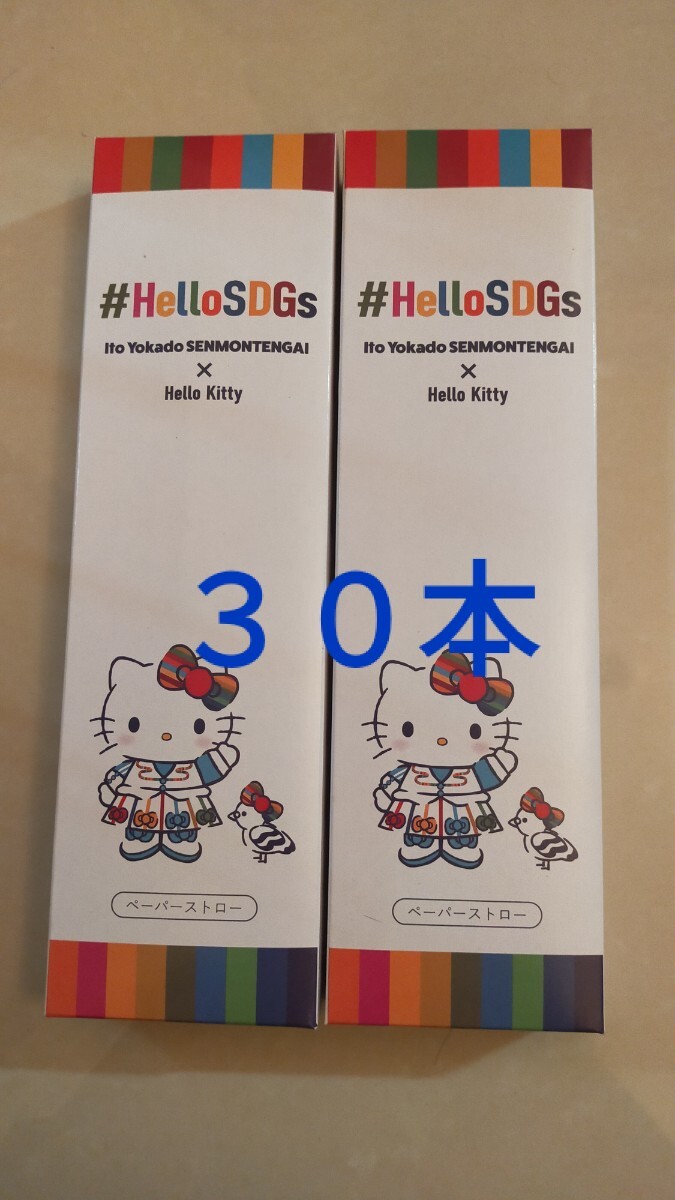 #HelloSDGs
Ito Yokado SENMONTENGAI
×
Hello Kitty
ペーパーストロー
#HelloSDGs
Ito Yokado SENMONTENGAI
×
Hello Kitty
ペーパーストロー
30本